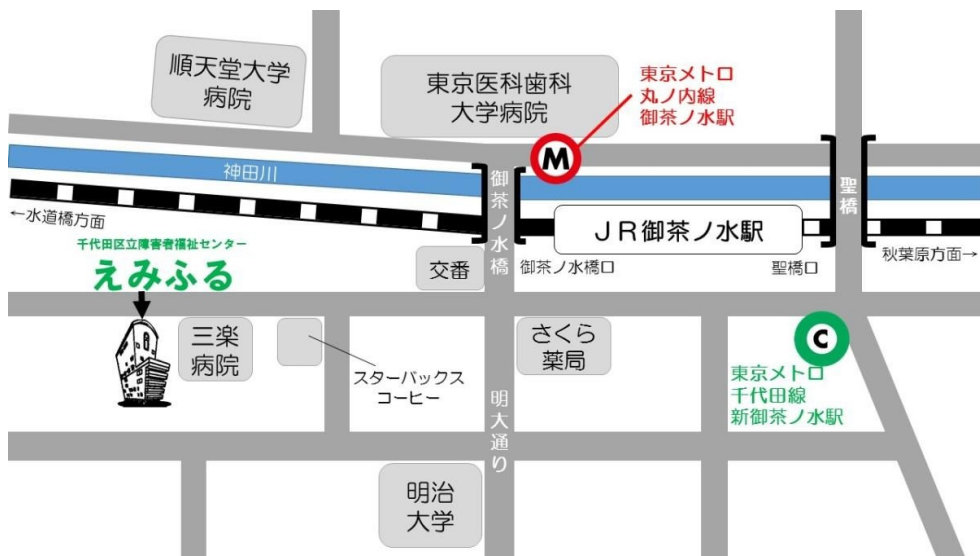 順天堂大学
病院
東京医科歯科
大学病院
東京メトロ
丸ノ内線
御茶ノ水駅
M
神田川
御茶ノ水橋
聖橋
←水道橋方面
JR御茶ノ水駅
秋葉原方面→
千代田区立障害者福祉センター
えみふる
交番
御茶ノ水橋口
聖橋口
三楽
病院
スターバックス
コーヒー
さくら
薬局
C
東京メトロ
千代田線
新御茶ノ水駅
明大通り
明治
大学